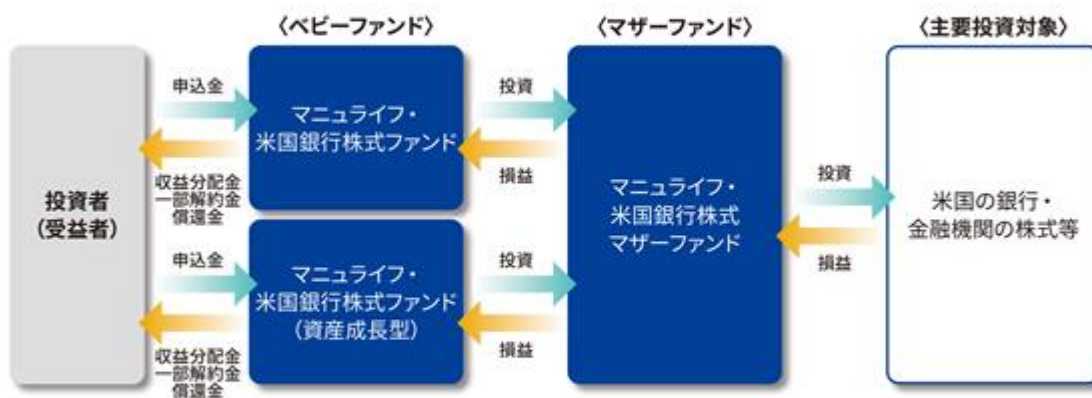 〈ベビーファンド〉
〈マザーファンド〉
〈主要投資対象〉
投資者
（受益者）
申込金
収益分配金
一部解約金
償還金
マニュライフ・
米国銀行株式ファンド
投資
損益
申込金
収益分配金
一部解約金
償還金
マニュライフ・
米国銀行株式ファンド
（資産成長型）
投資
損益
マニュライフ・
米国銀行株式
マザーファンド
投資
損益
米国の銀行・
金融機関の株式等